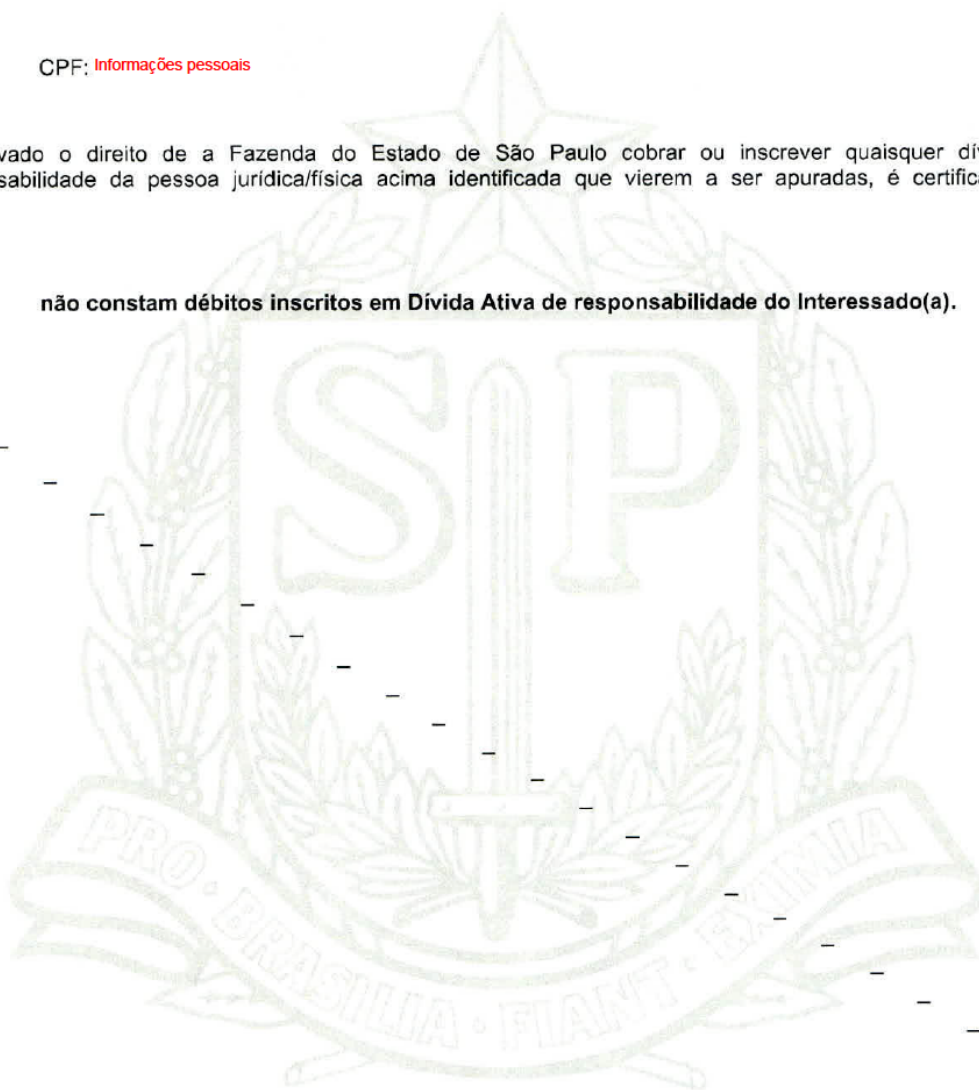 CPF: Informações pessoais
vado o direito de a Fazenda do Estado de São Paulo cobrar ou inscrever quaisquer dí
sabilidade da pessoa jurídica/física acima identificada que vierem a ser apuradas, é certific
não constam débitos inscritos em Dívida Ativa de responsabilidade do Interessado(a).
SP
PRO · BRASILIA · FIANT · EXIMIA